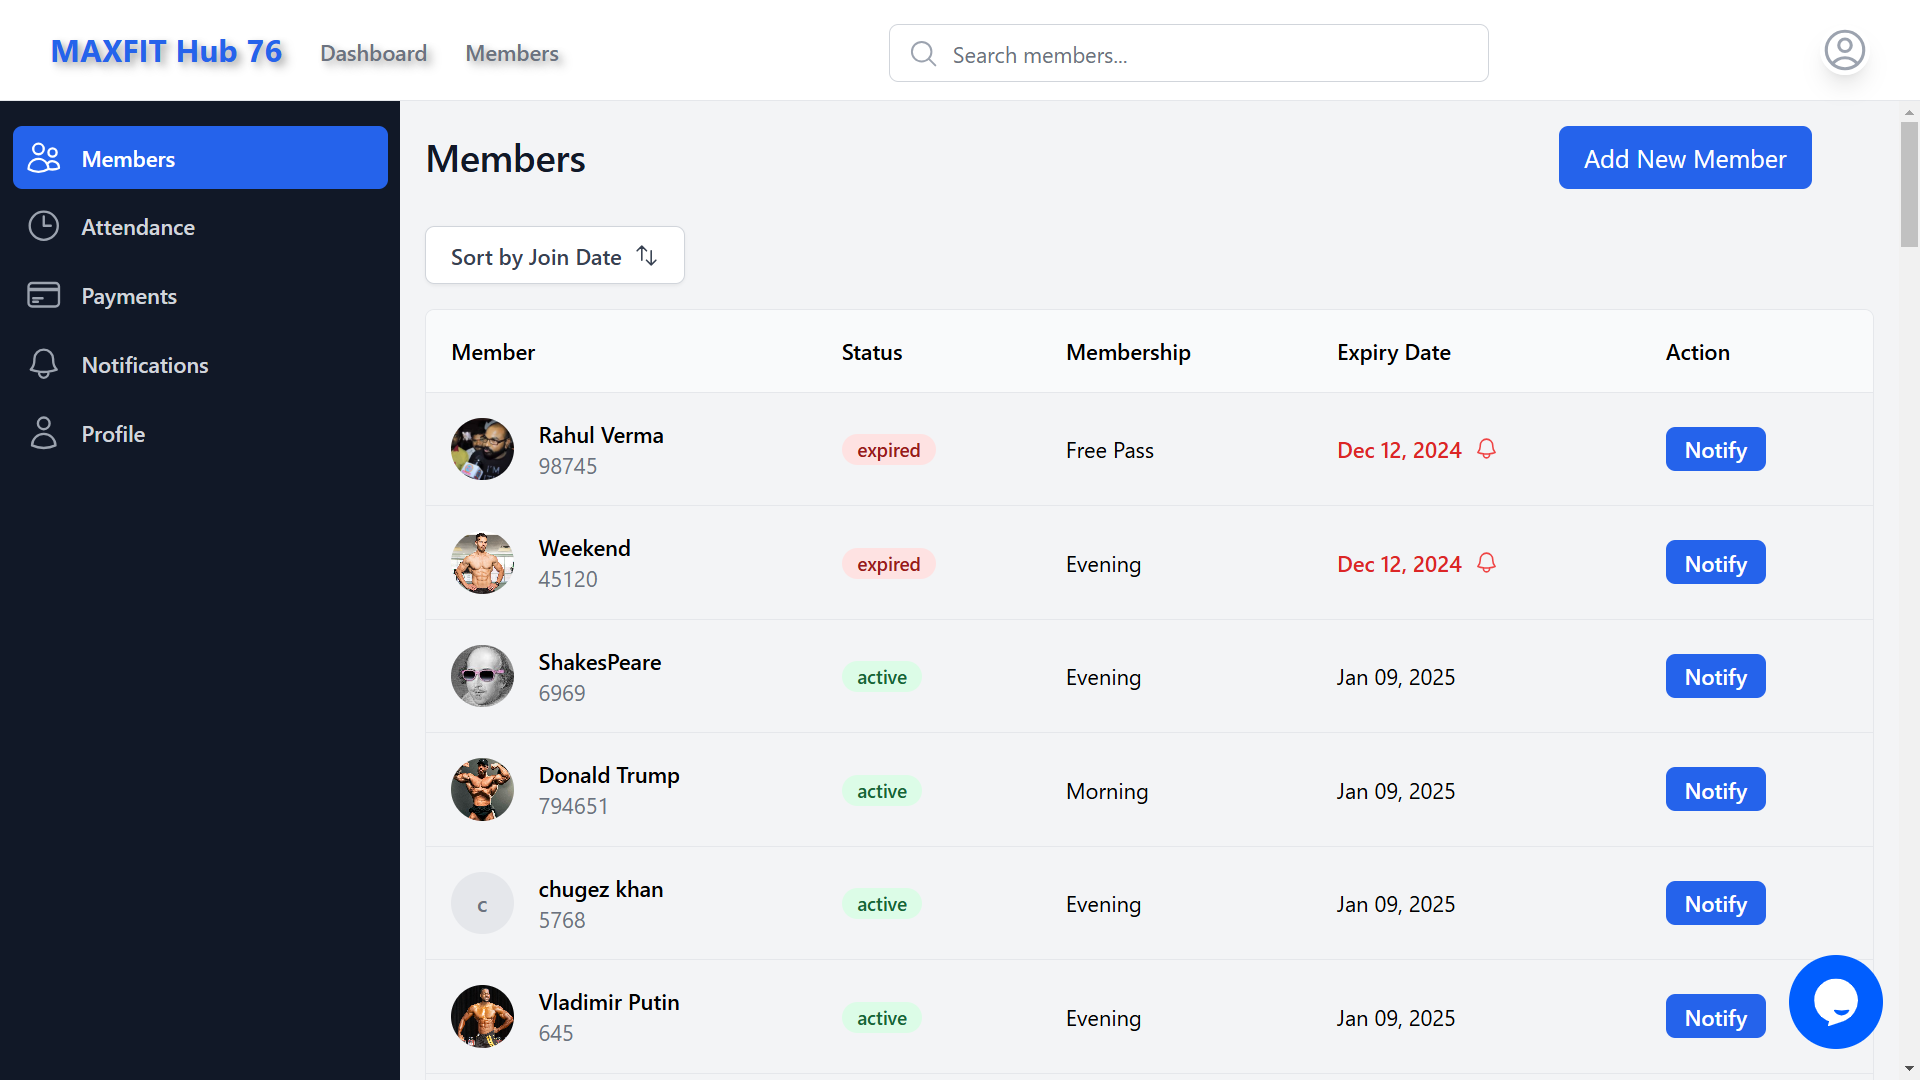 MAXFIT Hub 76
Dashboard
Members
Search members...
Members
Attendance
Payments
Notifications
Profile
Members
Add New Member
Sort by Join Date
Member Status Membership Expiry Date Action
Rahul Verma
98745
expired
Free Pass
Dec 12, 2024
Notify
Weekend
45120
expired
Evening
Dec 12, 2024
Notify
ShakesPeare
6969
active
Evening
Jan 09, 2025
Notify
Donald Trump
794651
active
Morning
Jan 09, 2025
Notify
c
chugez khan
5768
active
Evening
Jan 09, 2025
Notify
Vladimir Putin
645
active
Evening
Jan 09, 2025
Notify